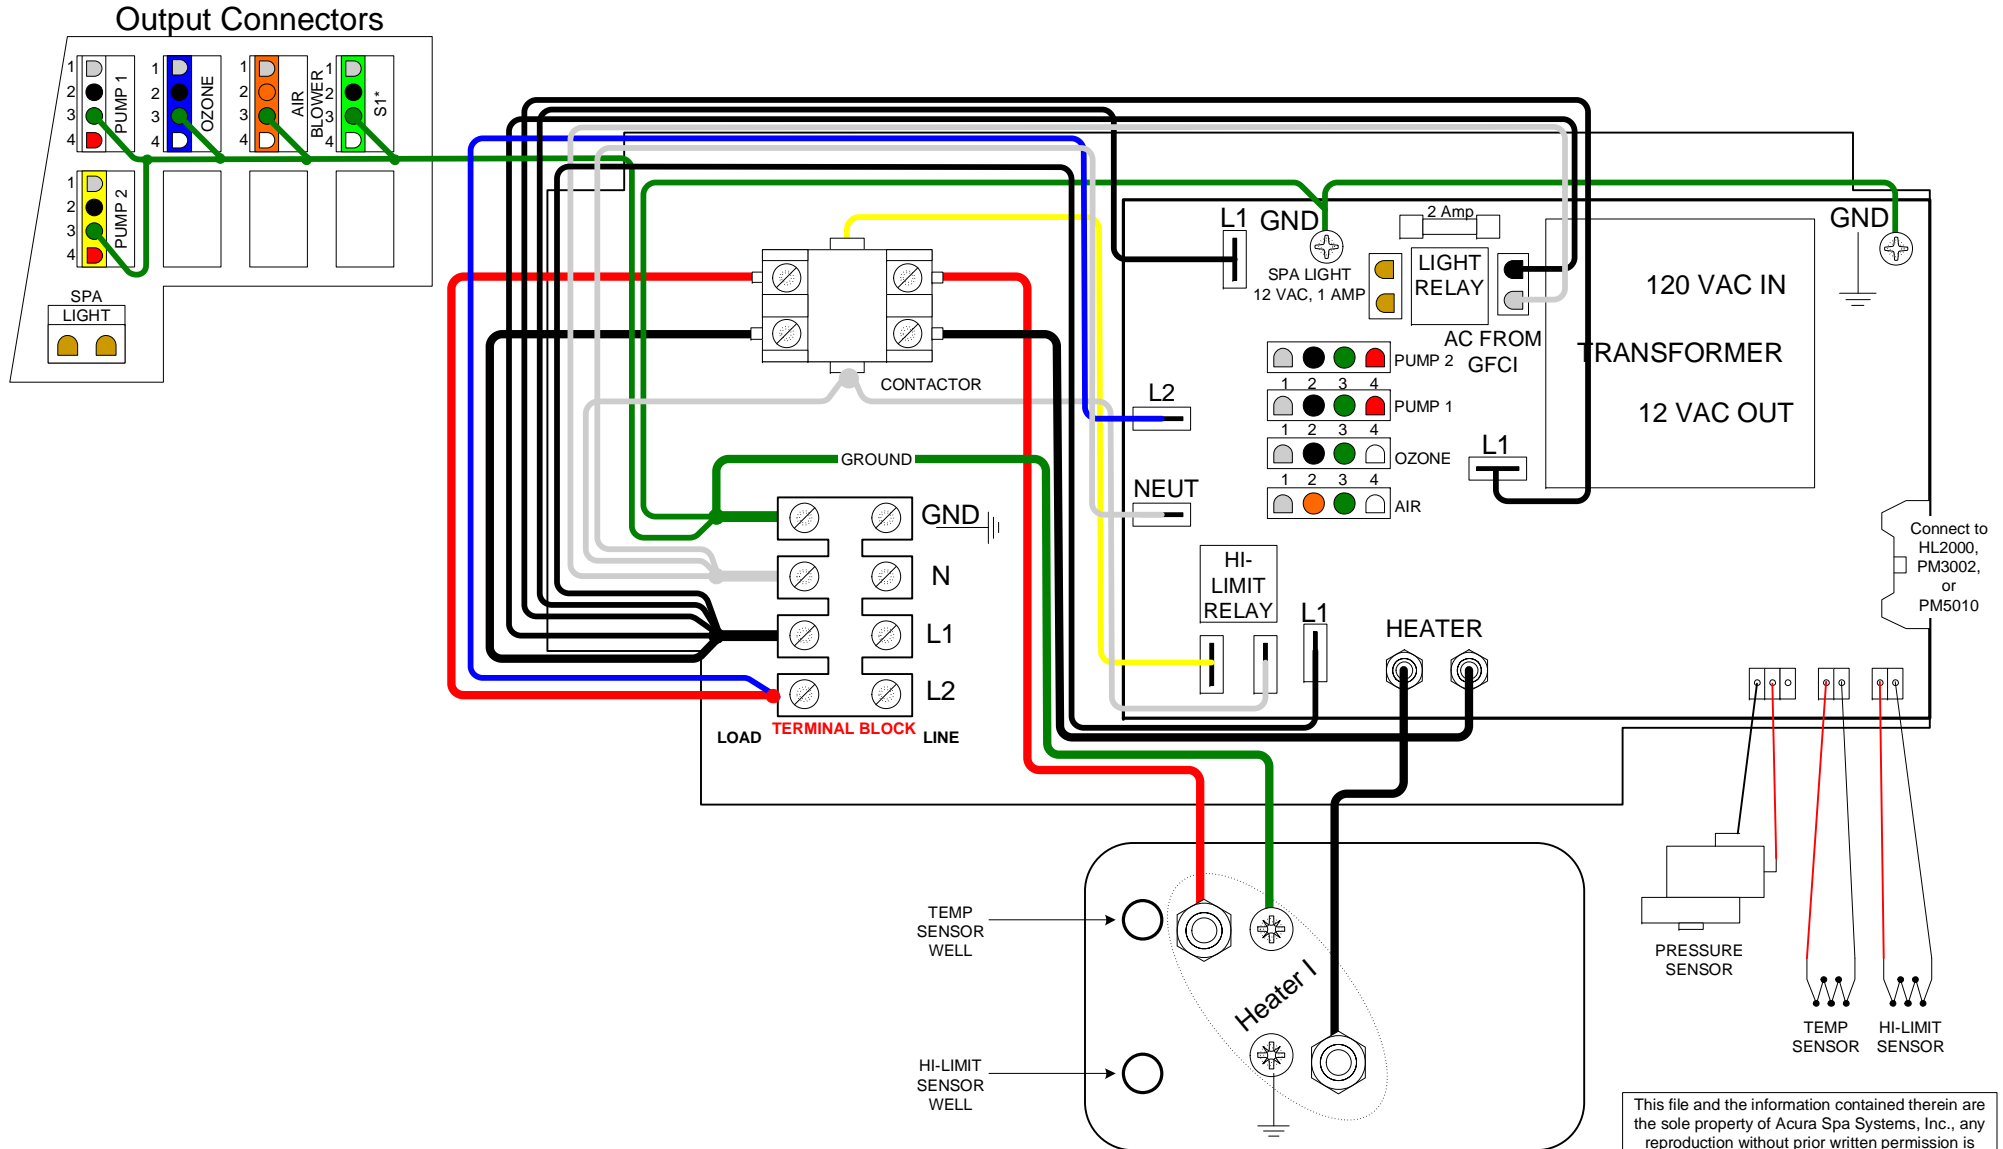 Output Connectors
1
2
3
4
PUMP 1
1
2
3
4
OZONE
1
2
3
4
AIR
BLOWER
1
2
3
4
S1*
1
2
3
4
PUMP 2
SPA
LIGHT
CONTACTOR
GROUND
GND
N
L1
L2
LOAD
TERMINAL BLOCK
LINE
L1
GND
2 Amp
GND
SPA LIGHT
12 VAC, 1 AMP
LIGHT
RELAY
AC FROM
GFCI
120 VAC IN
TRANSFORMER
12 VAC OUT
PUMP 2
1 2 3 4
PUMP 1
1 2 3 4
OZONE
1 2 3 4
AIR
L2
NEUT
L1
HI-
LIMIT
RELAY
L1
HEATER
Connect to
HL2000,
PM3002,
or
PM5010
TEMP
SENSOR
WELL
HI-LIMIT
SENSOR
WELL
Heater I
PRESSURE
SENSOR
TEMP
SENSOR
HI-LIMIT
SENSOR
This file and the information contained therein are
the sole property of Acura Spa Systems, Inc., any
reproduction without prior written permission is